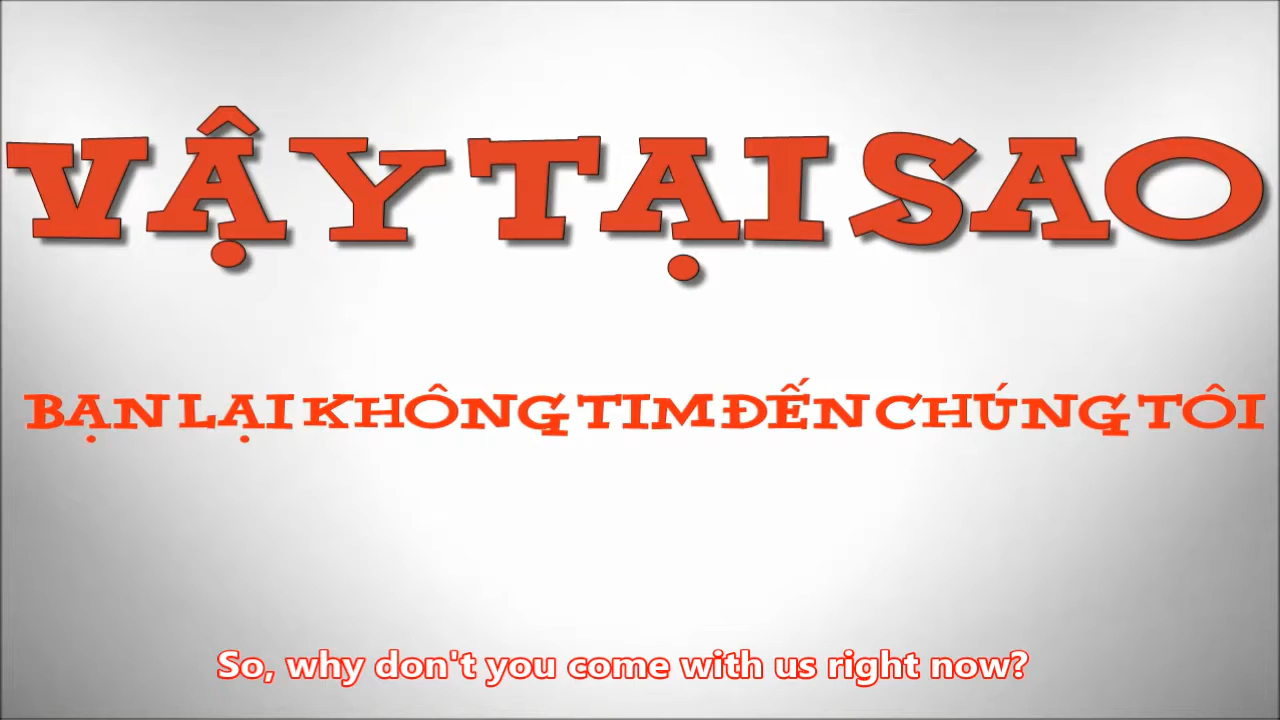 VẬY TẠI SAO
BẠN LẠI KHÔNG TIM ĐẾN CHÚNG TÔI
So, why don't you come with us right now?